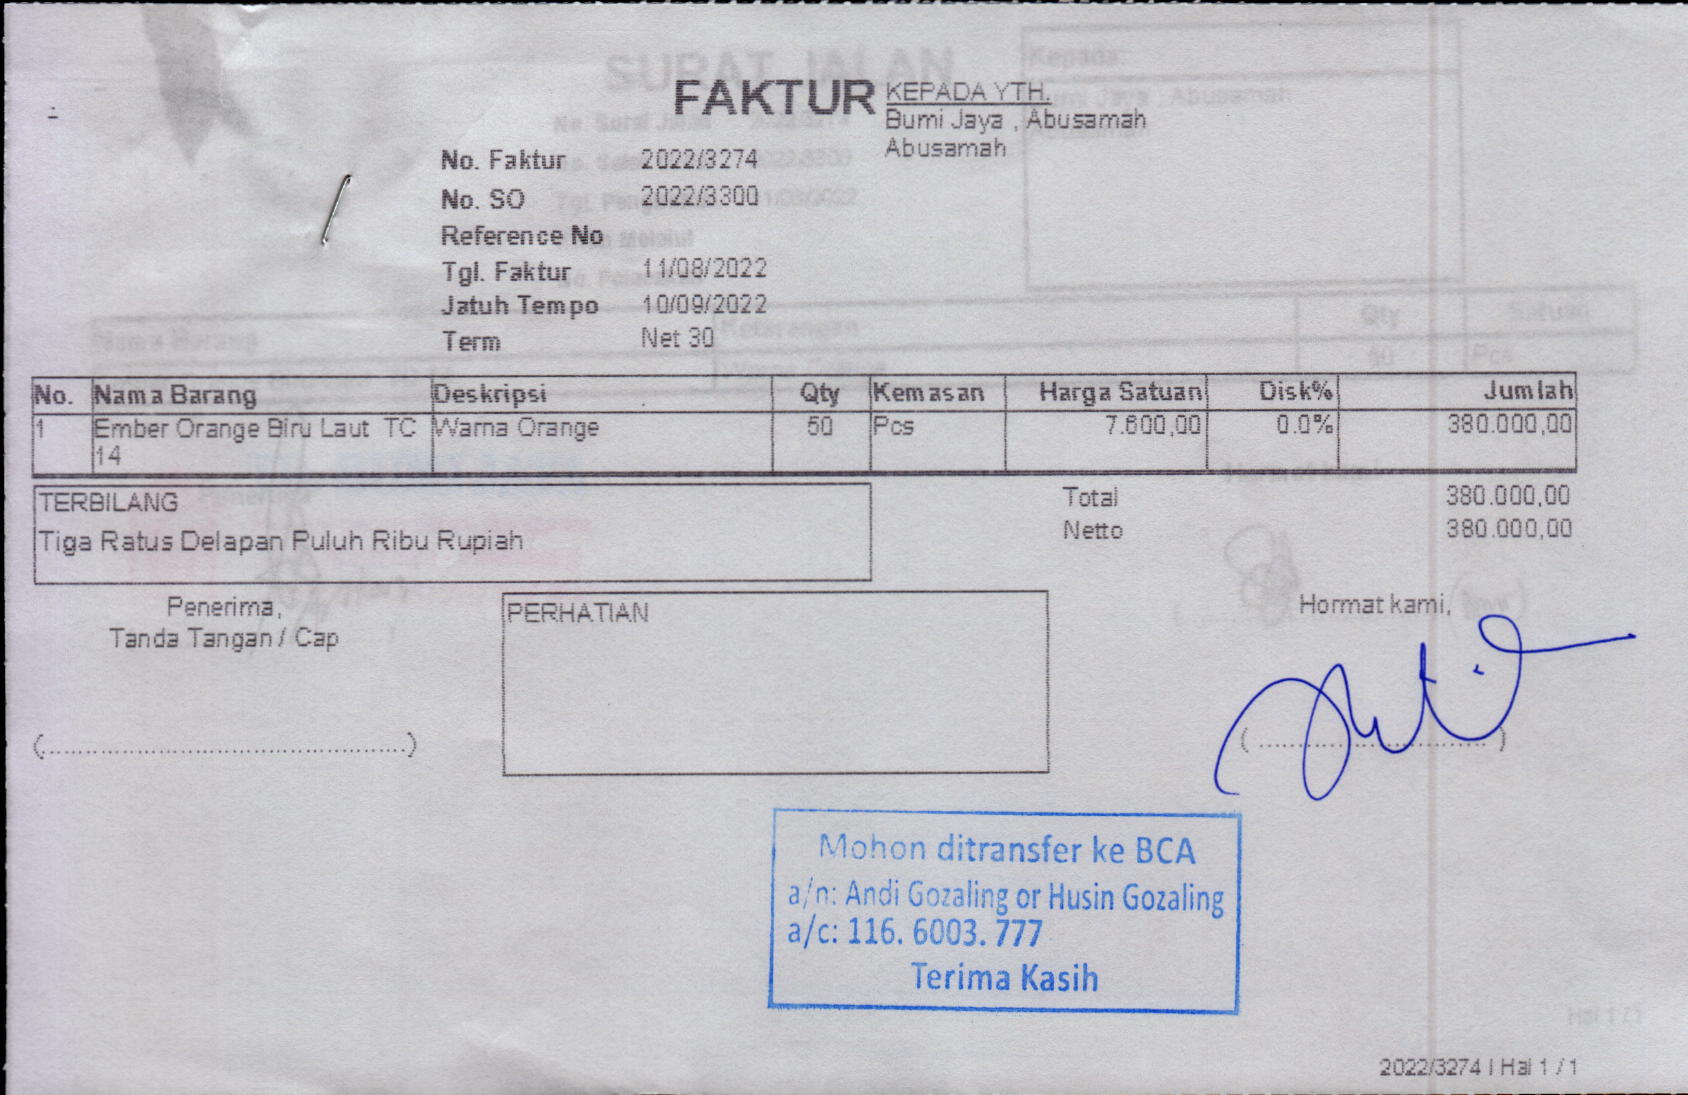 FAKTUR
KEPADA YTH.
Bumi Jaya , Abusamah
Abusamah
No. Faktur 2022/3274
No. SO 2022/3300
Reference No
Tgl. Faktur 11/08/2022
Jatuh Tempo 10/09/2022
Term Net 30
No. Nama Barang Deskripsi Qty Kemasan Harga Satuan Disk% Jumlah
1 Ember Orange Biru Laut TC Warna Orange 50 Pcs 7.600,00 0.0% 380.000,00
14
TERBILANG
Tiga Ratus Delapan Puluh Ribu Rupiah
Total 380.000,00
Netto 380.000,00
Penerima,
Tanda Tangan / Cap
PERHATIAN
Hormat kami,
(..................................................)
(..................................)
Mohon ditransfer ke BCA
a/n: Andi Gozaling or Husin Gozaling
a/c: 116. 6003. 777
Terima Kasih
2022/3274 | Hal 1 / 1